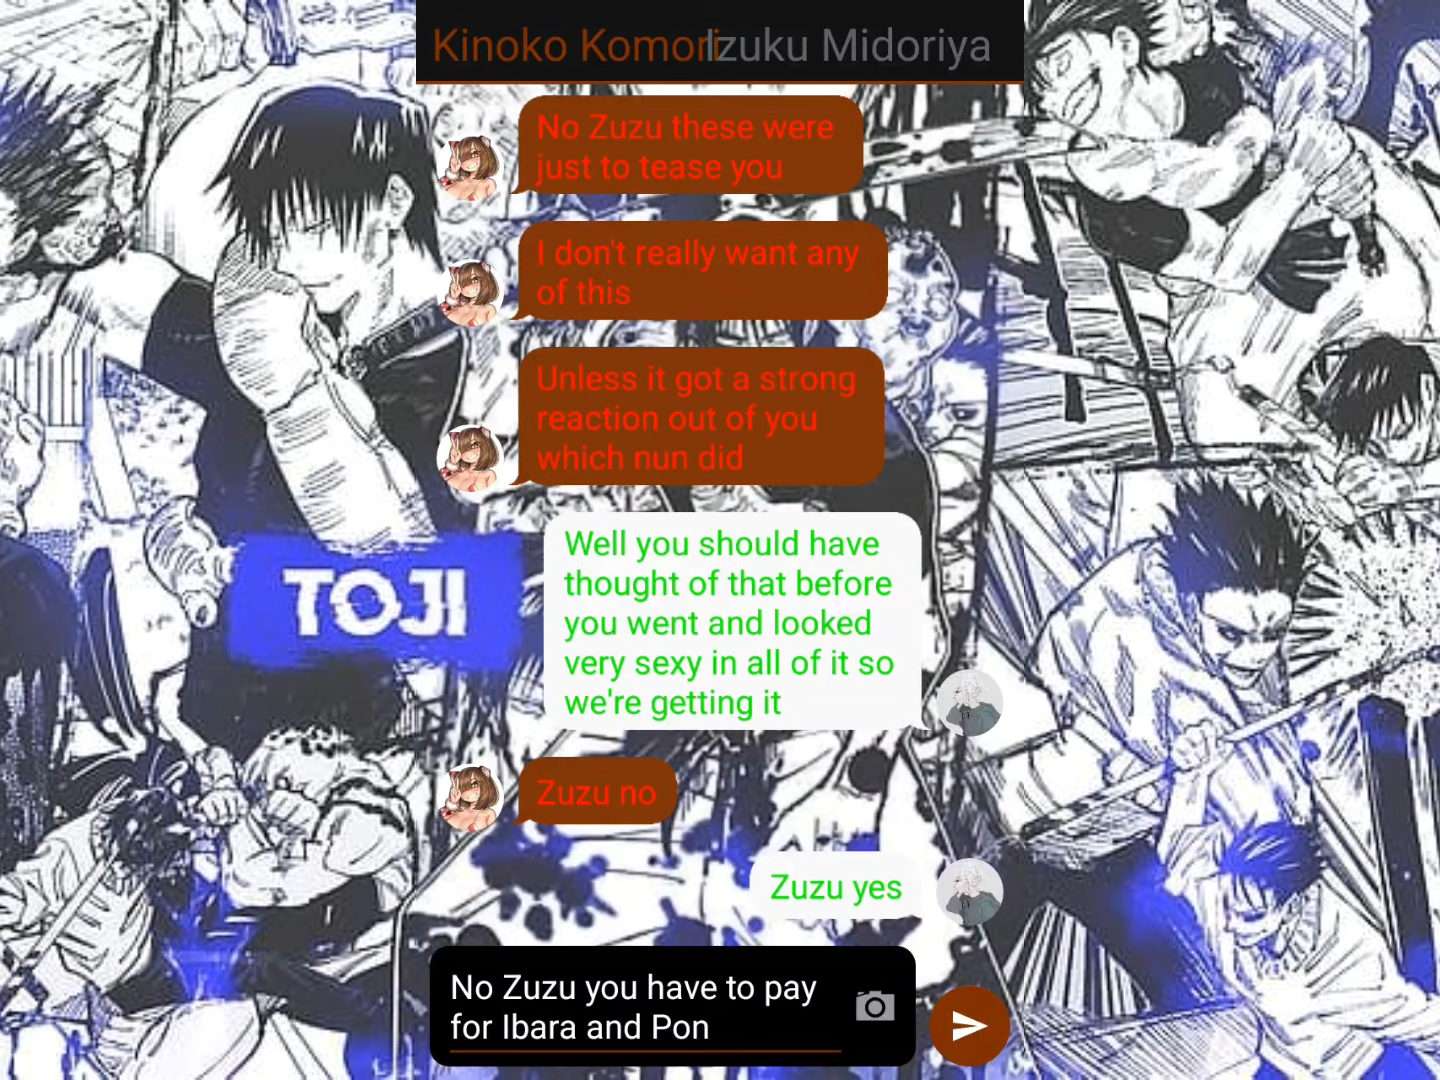 Kinoko Komori Izuku Midoriya
No Zuzu these were
just to tease you
I don't really want any
of this
Unless it got a strong
reaction out of you
which nun did
Well you should have
thought of that before
you went and looked
very sexy in all of it so
we're getting it
TOJI
Zuzu no
Zuzu yes
No Zuzu you have to pay
for Ibara and Pon